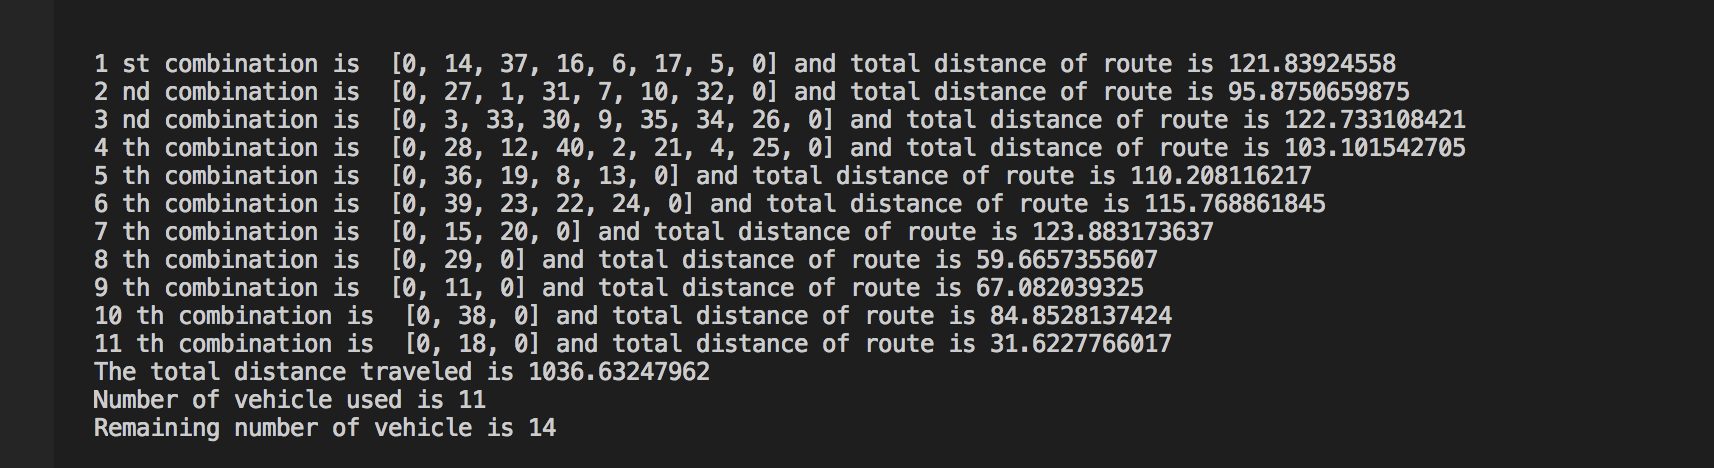 1 st combination is  [0, 14, 37, 16, 6, 17, 5, 0] and total distance of route is 121.83924558
2 nd combination is  [0, 27, 1, 31, 7, 10, 32, 0] and total distance of route is 95.8750659875
3 nd combination is  [0, 3, 33, 30, 9, 35, 34, 26, 0] and total distance of route is 122.733108421
4 th combination is  [0, 28, 12, 40, 2, 21, 4, 25, 0] and total distance of route is 103.101542705
5 th combination is  [0, 36, 19, 8, 13, 0] and total distance of route is 110.208116217
6 th combination is  [0, 39, 23, 22, 24, 0] and total distance of route is 115.768861845
7 th combination is  [0, 15, 20, 0] and total distance of route is 123.883173637
8 th combination is  [0, 29, 0] and total distance of route is 59.6657355607
9 th combination is  [0, 11, 0] and total distance of route is 67.082039325
10 th combination is  [0, 38, 0] and total distance of route is 84.8528137424
11 th combination is  [0, 18, 0] and total distance of route is 31.6227766017
The total distance traveled is 1036.63247962
Number of vehicle used is 11
Remaining number of vehicle is 14